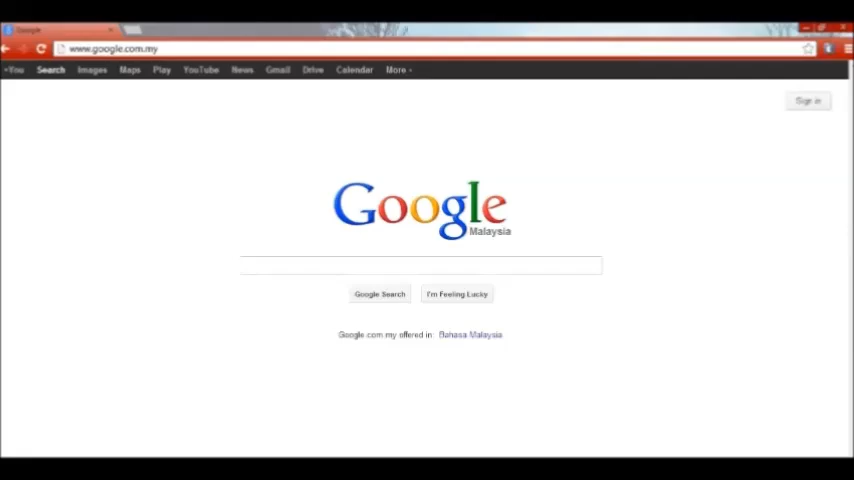 Google
www.google.com.my
+You Search Images Maps Play YouTube News Gmail Drive Calendar More
Sign in
Google
Malaysia
Google Search I'm Feeling Lucky
Google.com.my offered in: Bahasa Malaysia